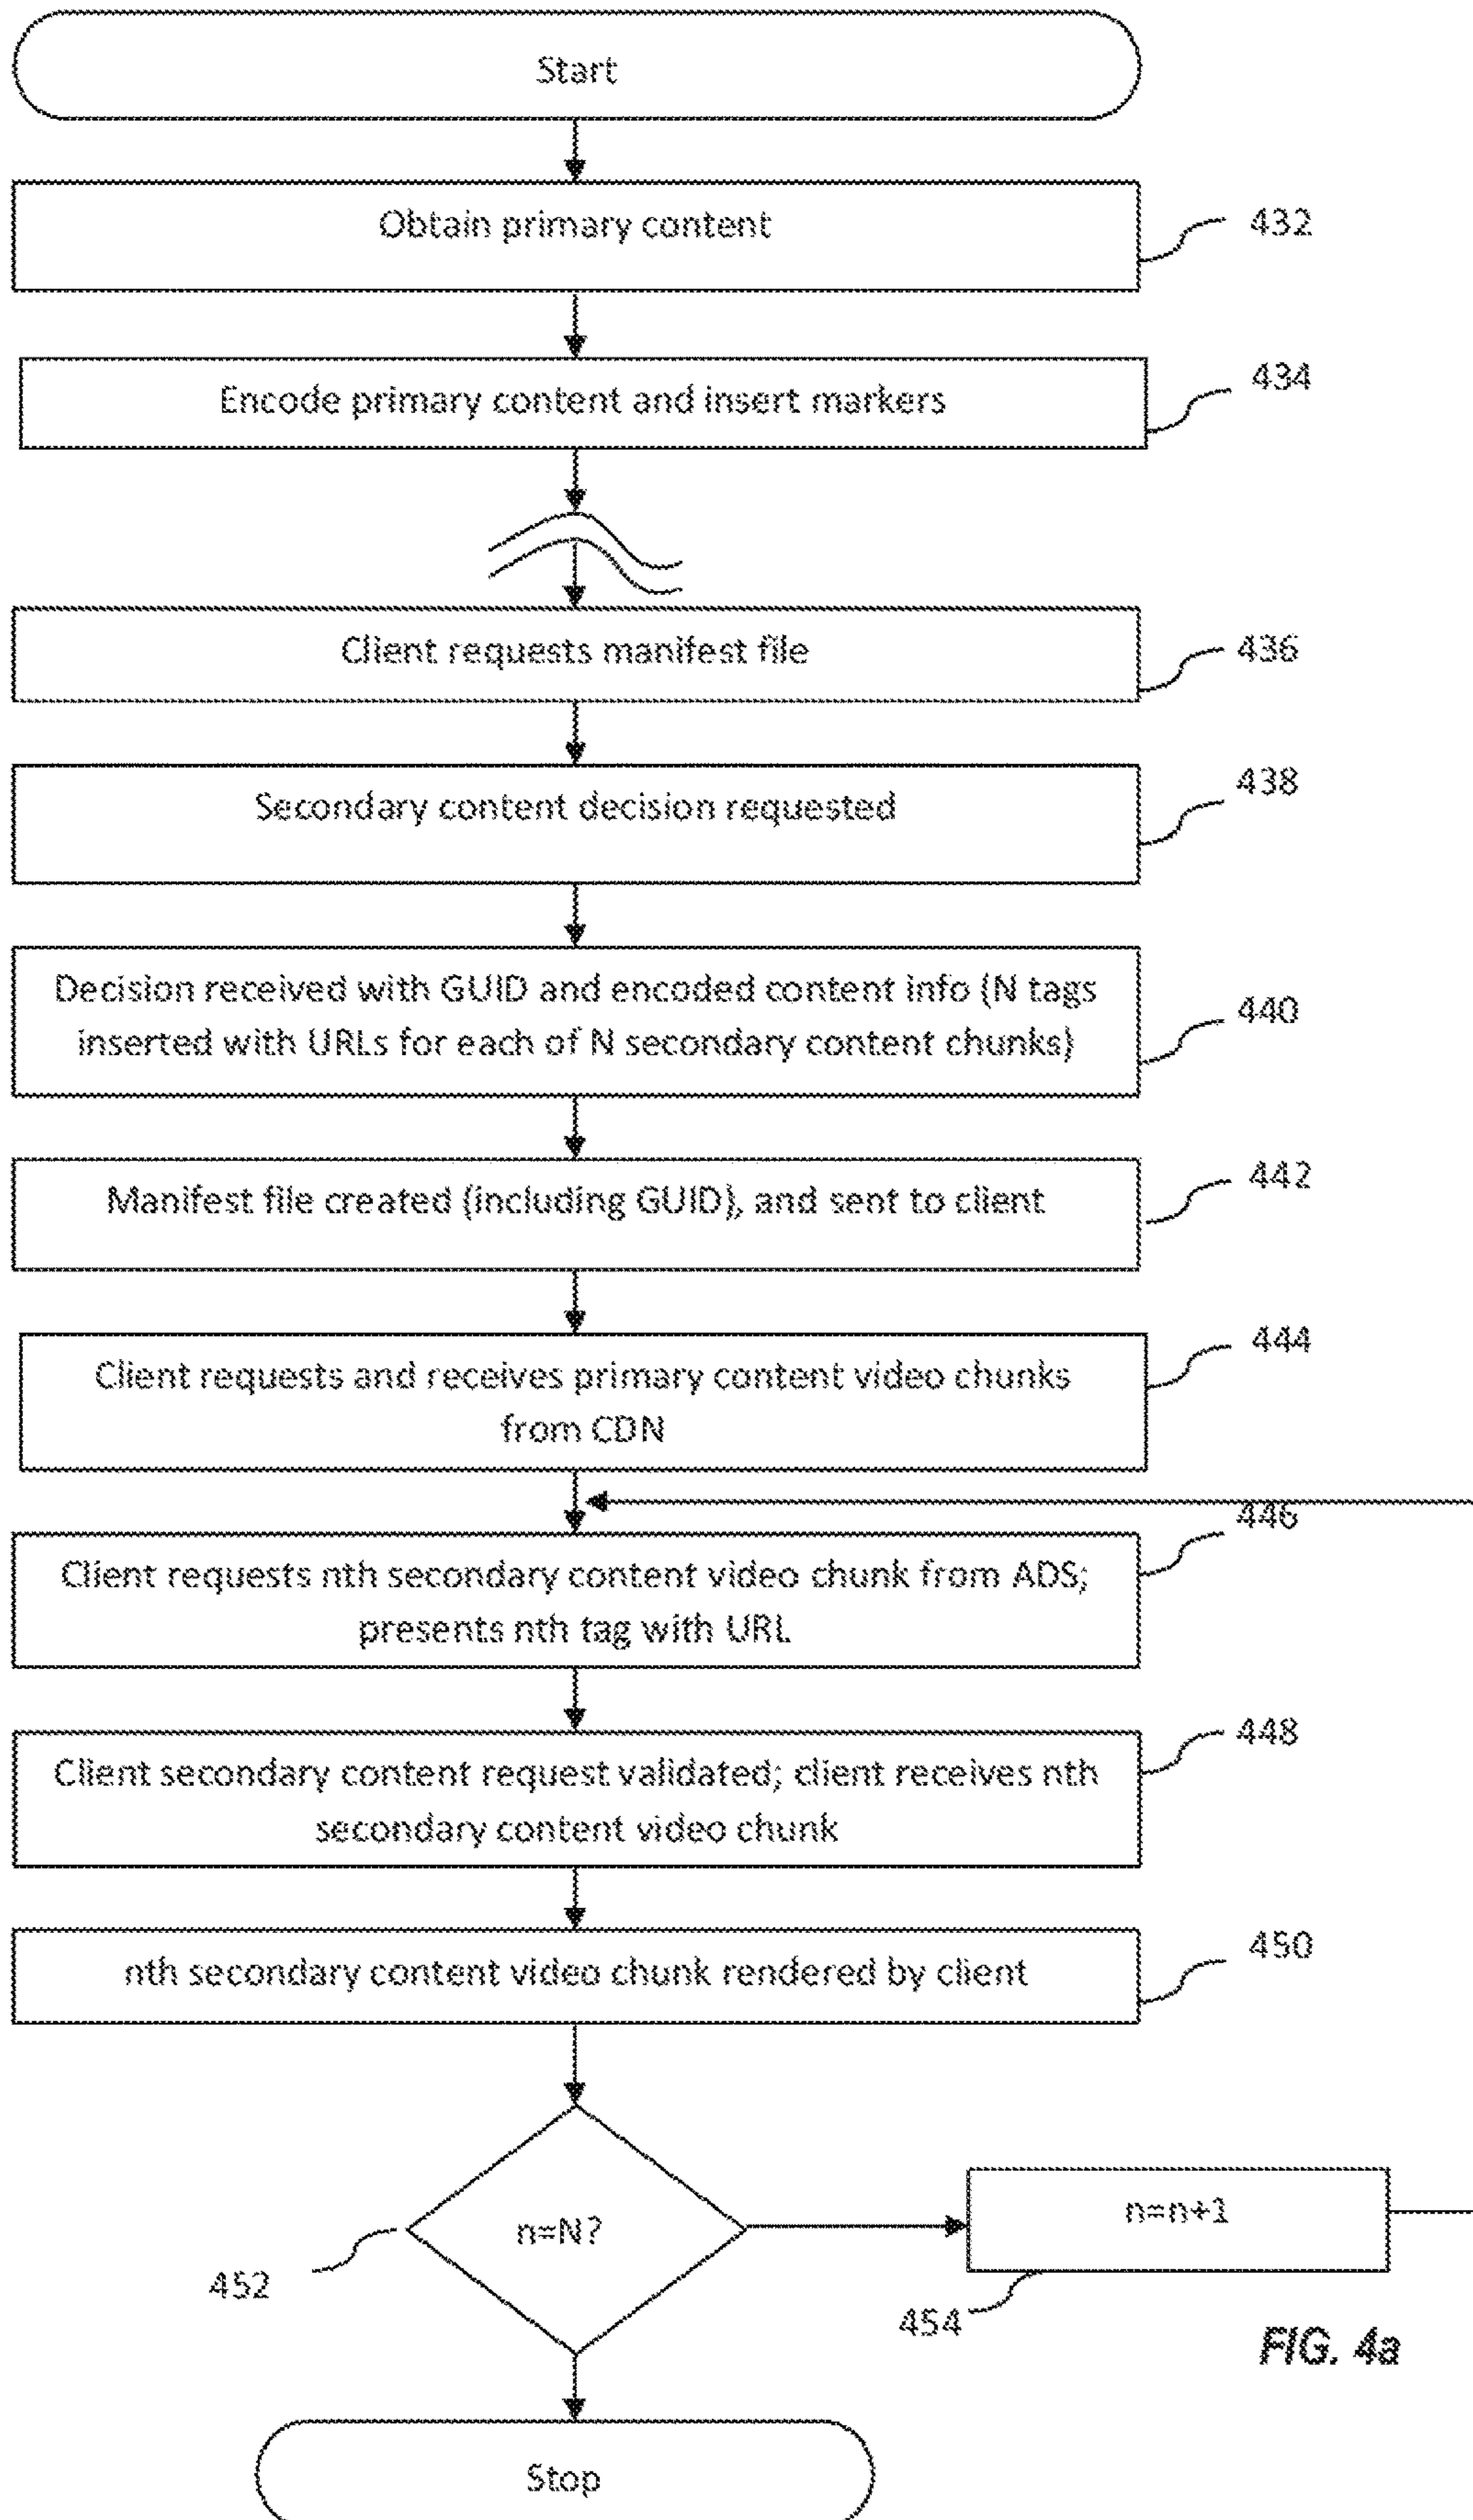 Start
Obtain primary content
432
Encode primary content and insert markers
434
Client requests manifest file
436
Secondary content decision requested
438
Decision received with GUID and encoded content info (N tags
inserted with URLs for each of N secondary content chunks)
440
Manifest file created (including GUID), and sent to client
442
Client requests and receives primary content video chunks
from CDN
444
Client requests nth secondary content video chunk from ADS;
presents nth tag with URL
446
Client secondary content request validated; client receives nth
secondary content video chunk
448
nth secondary content video chunk rendered by client
450
n=N?
452
n=n+1
454
FIG. 4a
Stop